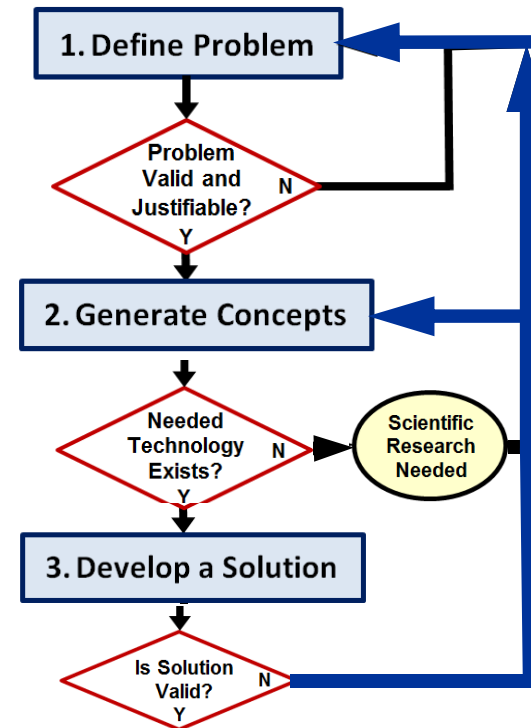 1. Define Problem
Problem
Valid and
Justifiable?
N
Y
2. Generate Concepts
Needed
Technology
Exists?
N
Y
Scientific
Research
Needed
3. Develop a Solution
Is Solution
Valid?
N
Y